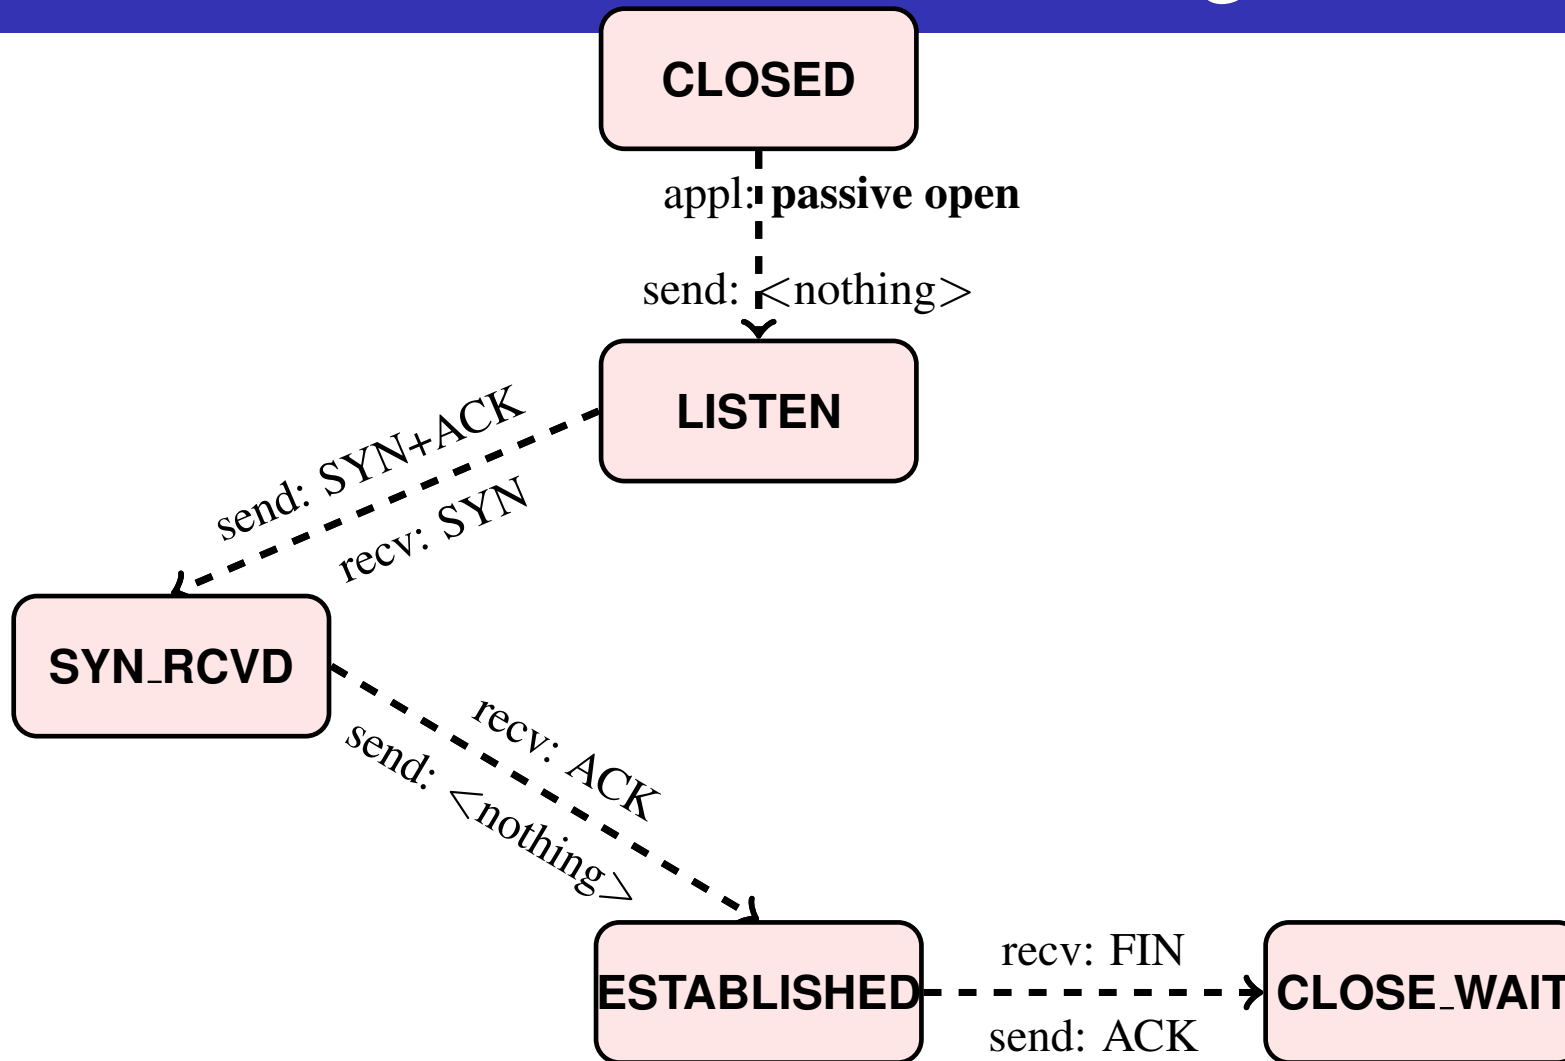 CLOSED
appl: passive open
send: <nothing>
LISTEN
send: SYN+ACK
recv: SYN
SYN_RCVD
recv: ACK
send: <nothing>
ESTABLISHED
recv: FIN
send: ACK
CLOSE_WAIT